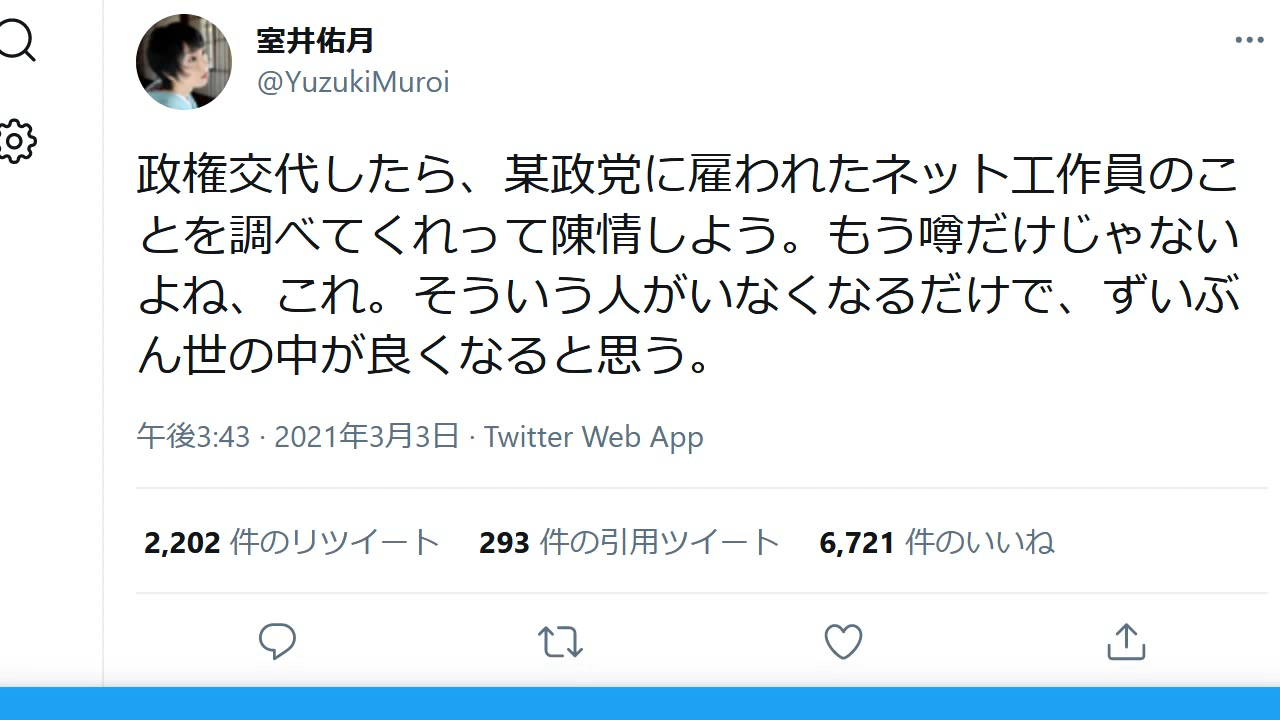 室井佑月
@YuzukiMuroi
政権交代したら、某政党に雇われたネット工作員のこ
とを調べてくれって陳情しよう。もう噂だけじゃない
よね、これ。そういう人がいなくなるだけで、ずいぶ
ん世の中が良くなると思う。
午後3:43 · 2021年3月3日 · Twitter Web App
2,202 件のリツイート 293 件の引用ツイート 6,721 件のいいね